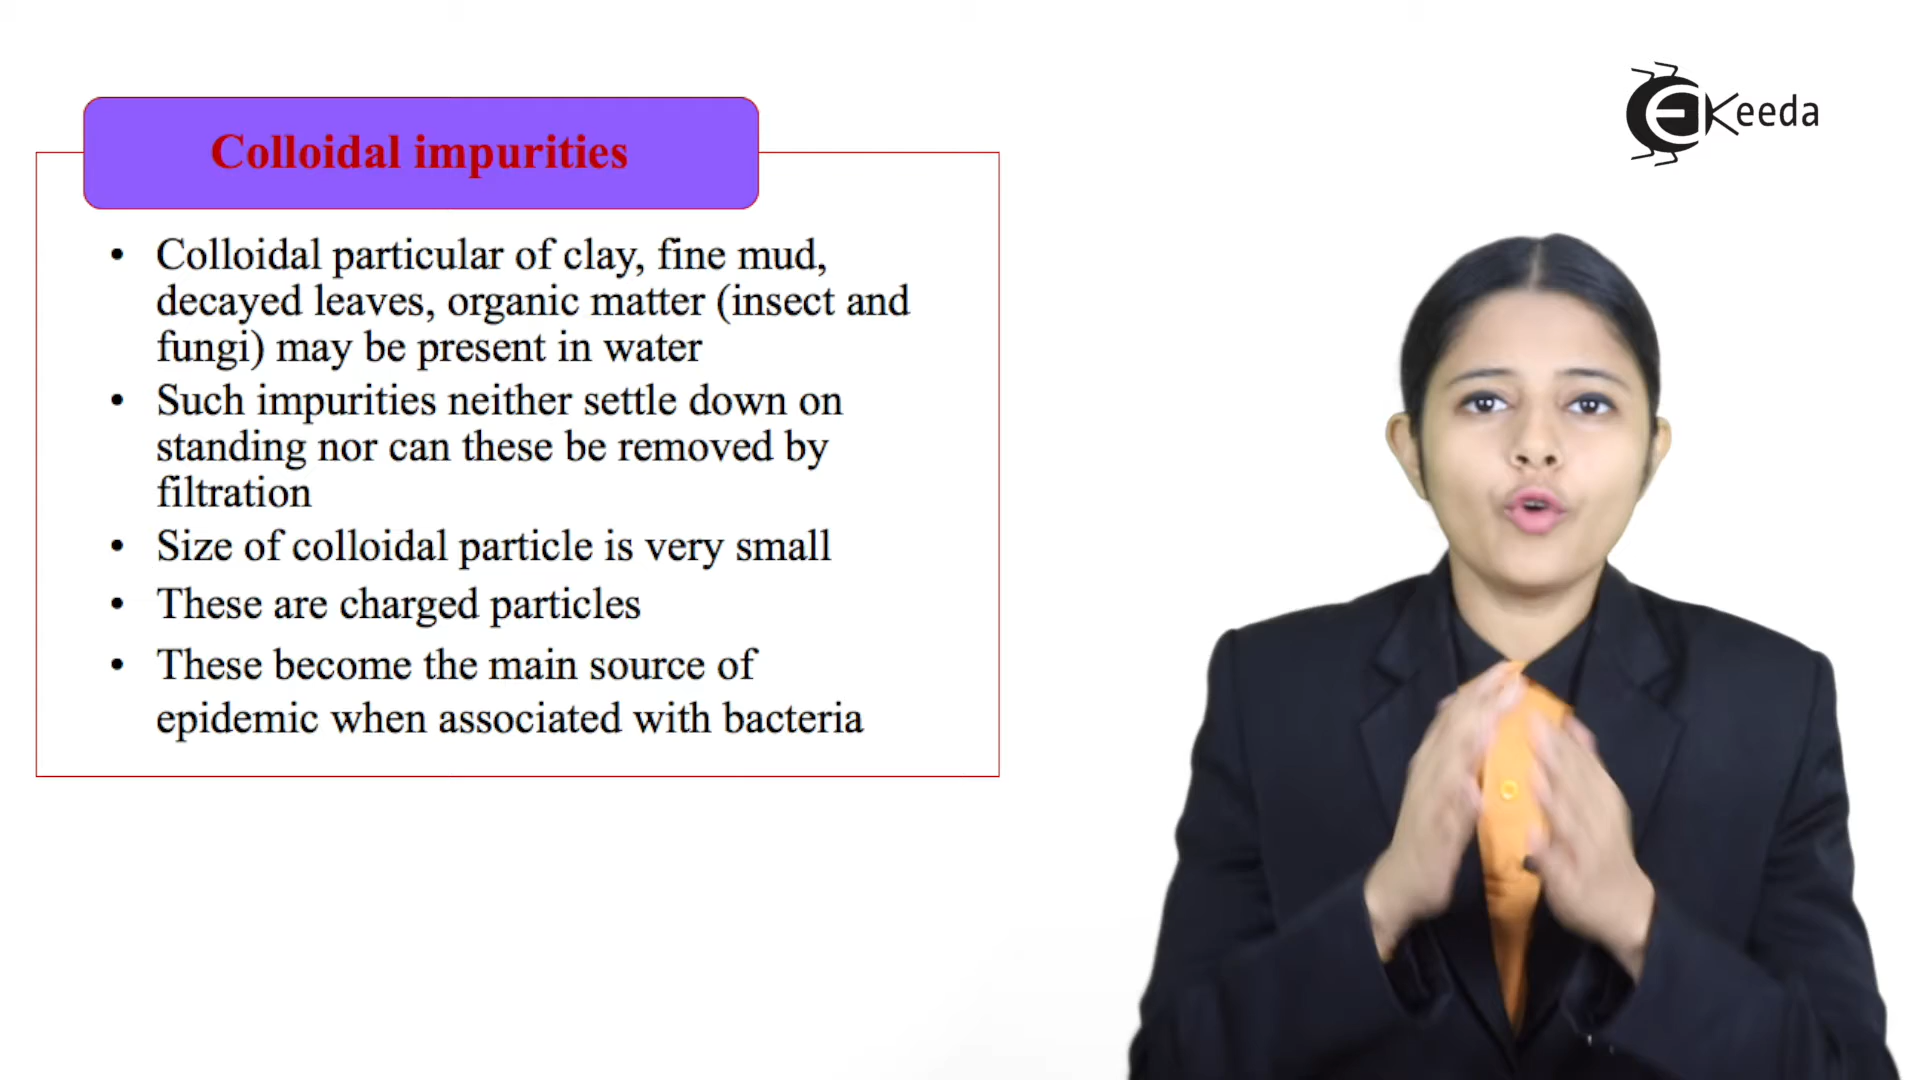 Keeda
Colloidal impurities
• Colloidal particular of clay, fine mud,
decayed leaves, organic matter (insect and
fungi) may be present in water
• Such impurities neither settle down on
standing nor can these be removed by
filtration
• Size of colloidal particle is very small
• These are charged particles
• These become the main source of
epidemic when associated with bacteria